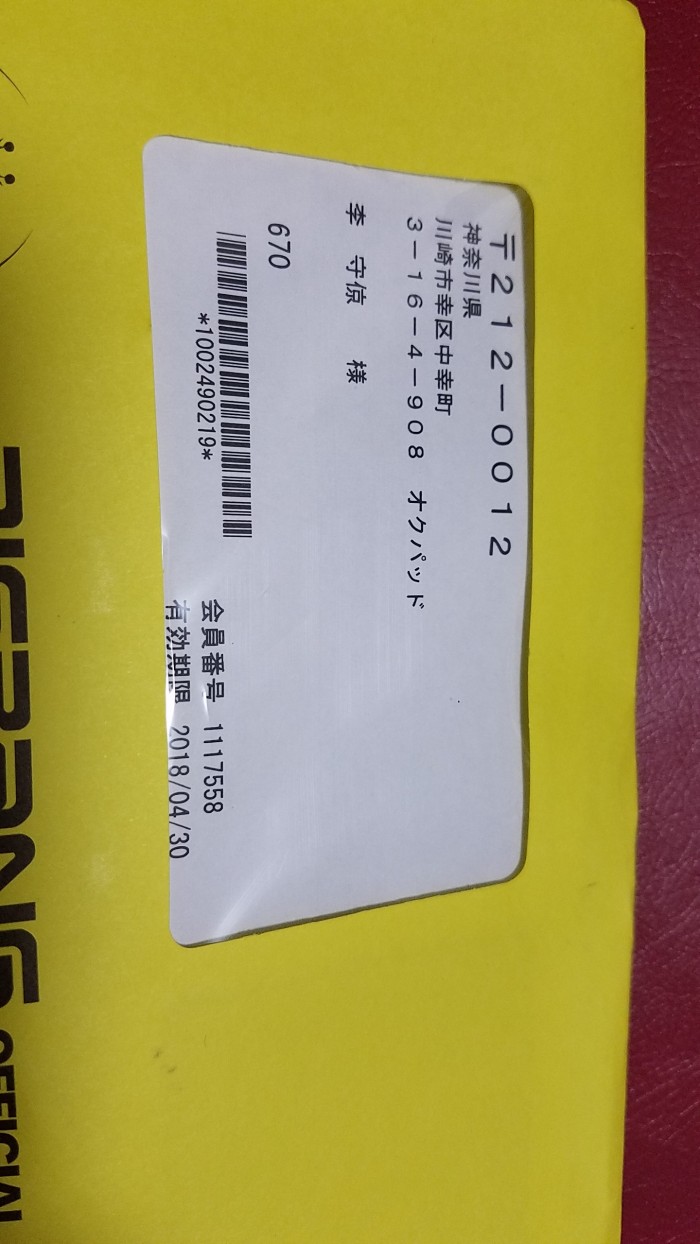 〒212-0012
神奈川県
川崎市幸区中幸町
3-16-4-908 オクパッド
李 守倞 様
670
*1002490219*
会員番号 1117558
有効期限 2018/04/30
BIGBANG OFFICIAL